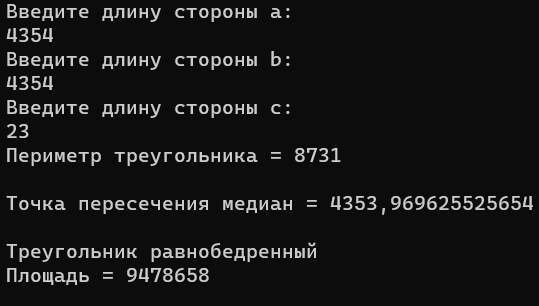 Введите длину стороны a:
4354
Введите длину стороны b:
4354
Введите длину стороны c:
23
Периметр треугольника = 8731
Точка пересечения медиан = 4353,969625525654
Треугольник равнобедренный
Площадь = 9478658